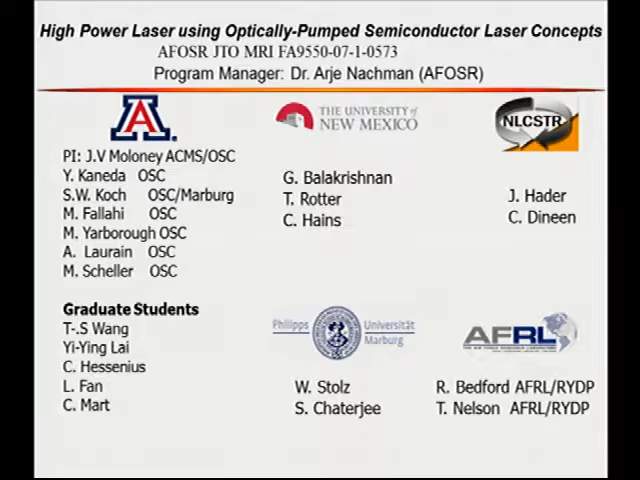 High Power Laser using Optically-Pumped Semiconductor Laser Concepts
AFOSR JTO MRI FA9550-07-1-0573
Program Manager: Dr. Arje Nachman (AFOSR)
A
PI: J.V Moloney ACMS/OSC
Y. Kaneda OSC
S.W. Koch OSC/Marburg
M. Fallahi OSC
M. Yarborough OSC
A. Laurain OSC
M. Scheller OSC
Graduate Students
T-.S Wang
Yi-Ying Lai
C. Hessenius
L. Fan
C. Mart
THE UNIVERSITY of
NEW MEXICO
G. Balakrishnan
T. Rotter
C. Hains
NLCSTR
J. Hader
C. Dineen
Philipps Universität
Marburg
W. Stolz
S. Chaterjee
AFRL
R. Bedford AFRL/RYDP
T. Nelson AFRL/RYDP